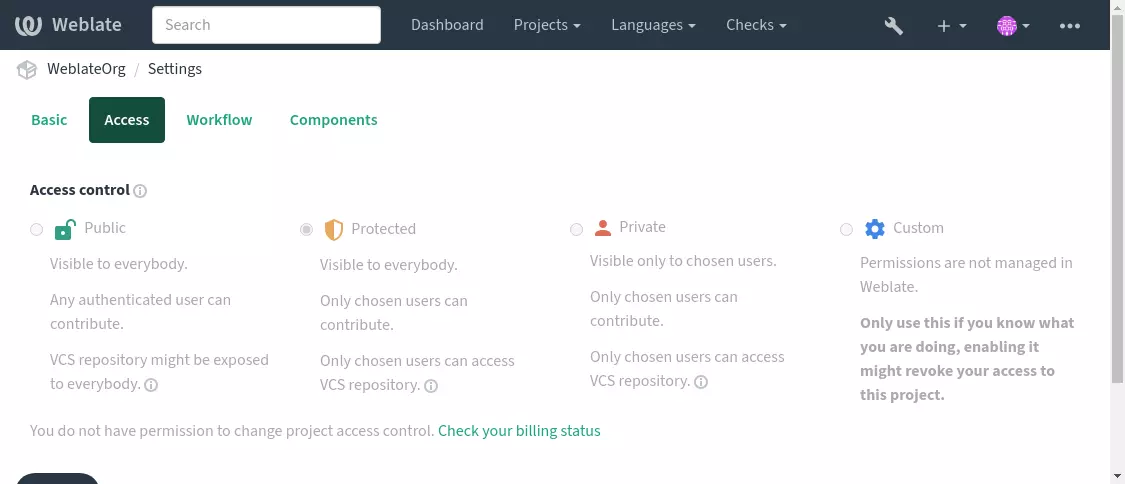 Weblate Search Dashboard Projects Languages Checks
WeblateOrg / Settings
Basic Access Workflow Components
Access control
Public
Visible to everybody.
Any authenticated user can
contribute.
VCS repository might be exposed
to everybody.
Protected
Visible to everybody.
Only chosen users can
contribute.
Only chosen users can access
VCS repository.
Private
Visible only to chosen users.
Only chosen users can
contribute.
Only chosen users can access
VCS repository.
Custom
Permissions are not managed in
Weblate.
Only use this if you know what
you are doing, enabling it
might revoke your access to
this project.
You do not have permission to change project access control. Check your billing status